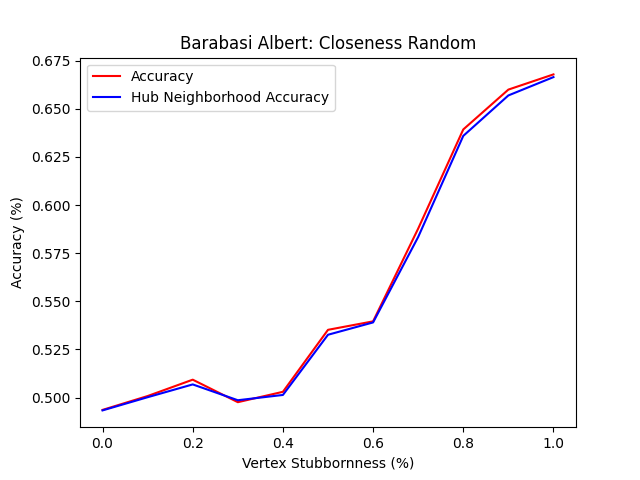 Barabasi Albert: Closeness Random
Accuracy
Hub Neighborhood Accuracy
Accuracy (%)
0.675
0.650
0.625
0.600
0.575
0.550
0.525
0.500
0.0 0.2 0.4 0.6 0.8 1.0
Vertex Stubbornness (%)